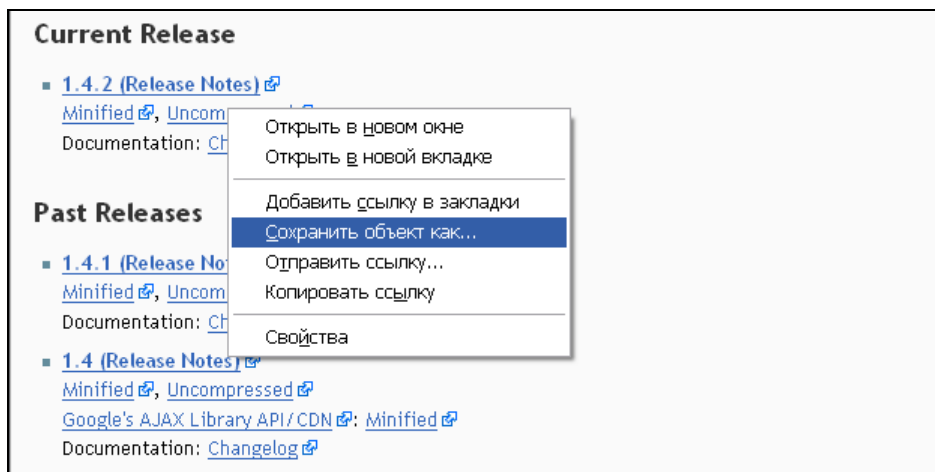 Current Release
1.4.2 (Release Notes)
Minified, Uncom
Documentation: Ch
Открыть в новом окне
Открыть в новой вкладке
Добавить ссылку в закладки
Сохранить объект как...
Отправить ссылку...
Копировать ссылку
Свойства
Past Releases
1.4.1 (Release No
Minified, Uncom
Documentation: Ch
1.4 (Release Notes)
Minified, Uncompressed
Google's AJAX Library API/CDN: Minified
Documentation: Changelog